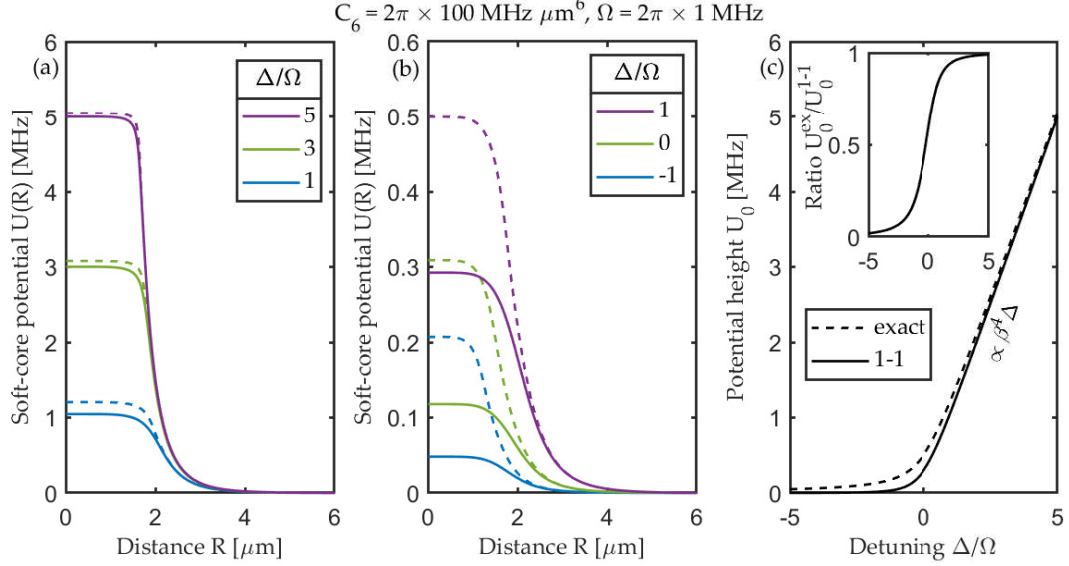 C₆ = 2π × 100 MHz μm⁶, Ω = 2π × 1 MHz
(a)
Soft-core potential U(R) [MHz]
6
5
4
3
2
1
0
Δ/Ω
5
3
1
0 2 4 6
Distance R [μm]
(b)
Soft-core potential U(R) [MHz]
0.6
0.5
0.4
0.3
0.2
0.1
0
Δ/Ω
1
0
-1
0 2 4 6
Distance R [μm]
(c)
Potential height U₀ [MHz]
6
5
4
3
2
1
0
Ratio U₀ᵉˣ/U₀¹⁻¹
1
0.5
0
-5 0 5
exact
1-1
∝ β⁴Δ
-5 0 5
Detuning Δ/Ω